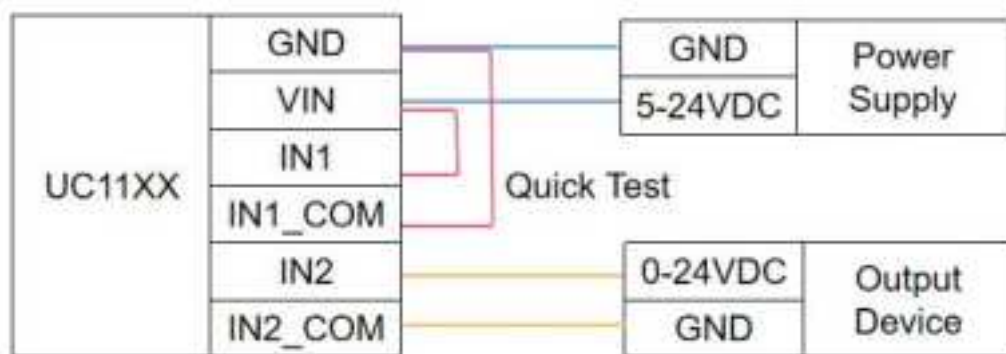 UC11XX
GND
VIN
IN1
IN1_COM
IN2
IN2_COM
Quick Test
GND
5-24VDC
Power
Supply
0-24VDC
GND
Output
Device